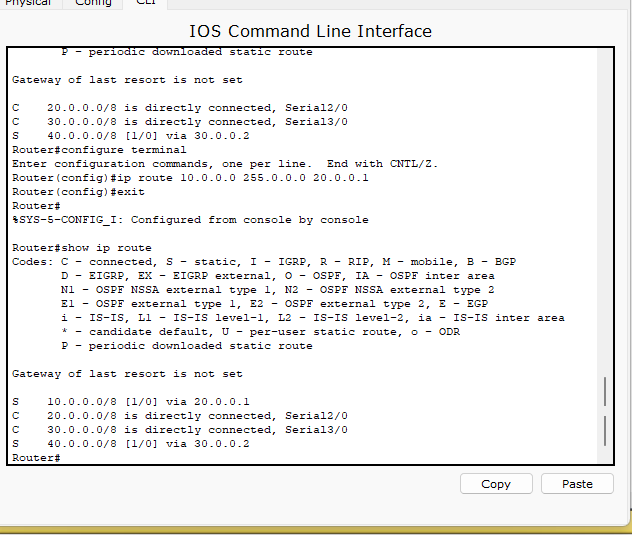 Physical Config CLI
IOS Command Line Interface
P - periodic downloaded static route
Gateway of last resort is not set
C 20.0.0.0/8 is directly connected, Serial2/0
C 30.0.0.0/8 is directly connected, Serial3/0
S 40.0.0.0/8 [1/0] via 30.0.0.2
Router#configure terminal
Enter configuration commands, one per line. End with CNTL/Z.
Router(config)#ip route 10.0.0.0 255.0.0.0 20.0.0.1
Router(config)#exit
Router#
%SYS-5-CONFIG_I: Configured from console by console
Router#show ip route
Codes: C - connected, S - static, I - IGRP, R - RIP, M - mobile, B - BGP
D - EIGRP, EX - EIGRP external, O - OSPF, IA - OSPF inter area
N1 - OSPF NSSA external type 1, N2 - OSPF NSSA external type 2
E1 - OSPF external type 1, E2 - OSPF external type 2, E - EGP
i - IS-IS, L1 - IS-IS level-1, L2 - IS-IS level-2, ia - IS-IS inter area
* - candidate default, U - per-user static route, o - ODR
P - periodic downloaded static route
Gateway of last resort is not set
S 10.0.0.0/8 [1/0] via 20.0.0.1
C 20.0.0.0/8 is directly connected, Serial2/0
C 30.0.0.0/8 is directly connected, Serial3/0
S 40.0.0.0/8 [1/0] via 30.0.0.2
Router#
Copy Paste